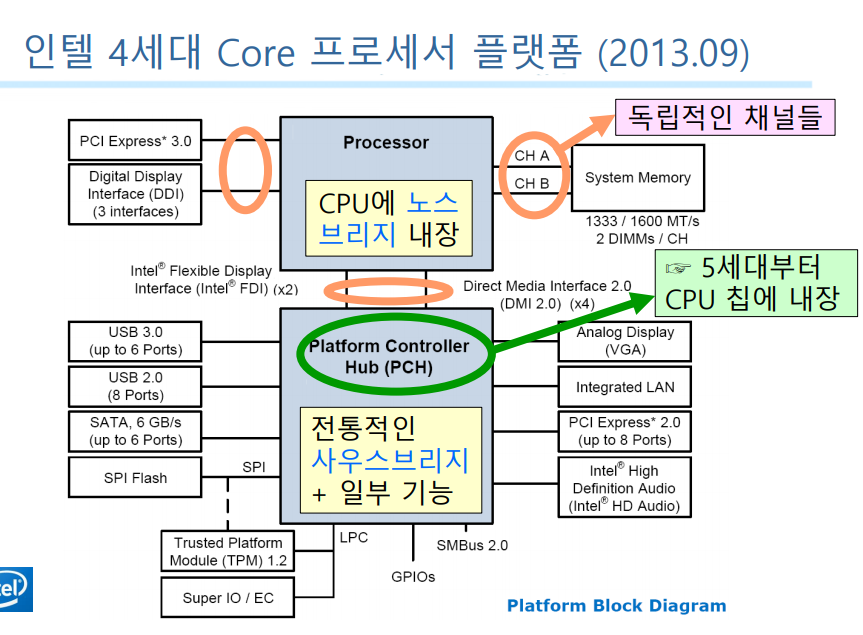 인텔 4세대 Core 프로세서 플랫폼 (2013.09)
독립적인 채널들
PCI Express* 3.0
Digital Display
Interface (DDI)
(3 interfaces)
Processor
CPU에 노스
브리지 내장
CH A
CH B
System Memory
1333 / 1600 MT/s
2 DIMMs / CH
Intel® Flexible Display
Interface (Intel® FDI) (x2)
Direct Media Interface 2.0
(DMI 2.0) (x4)
☞ 5세대부터
CPU 칩에 내장
USB 3.0
(up to 6 Ports)
USB 2.0
(8 Ports)
SATA, 6 GB/s
(up to 6 Ports)
SPI Flash
SPI
Platform Controller
Hub (PCH)
전통적인
사우스브리지
+ 일부 기능
Analog Display
(VGA)
Integrated LAN
PCI Express* 2.0
(up to 8 Ports)
Intel® High
Definition Audio
(Intel® HD Audio)
Trusted Platform
Module (TPM) 1.2
Super IO / EC
LPC
GPIOs
SMBus 2.0
tel
Platform Block Diagram